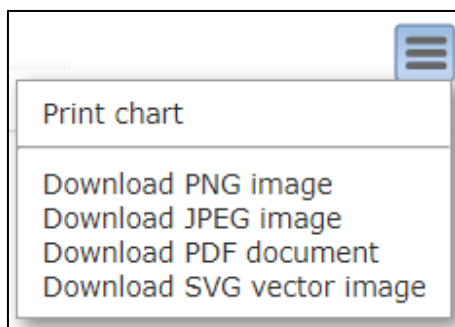 Print chart
Download PNG image
Download JPEG image
Download PDF document
Download SVG vector image